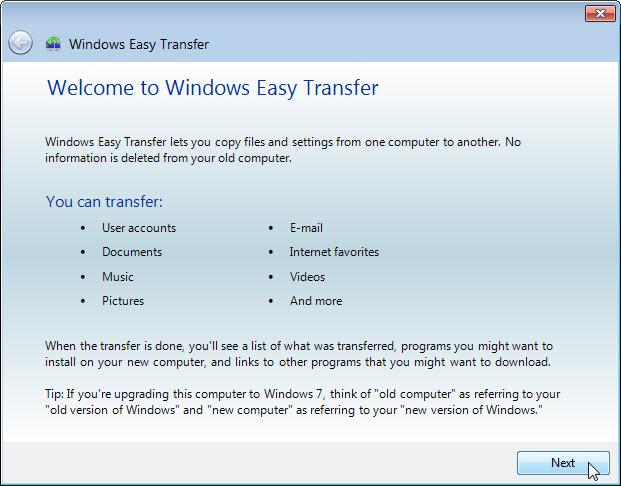 Windows Easy Transfer
Welcome to Windows Easy Transfer
Windows Easy Transfer lets you copy files and settings from one computer to another. No
information is deleted from your old computer.
You can transfer:
• User accounts
• Documents
• Music
• Pictures
• E-mail
• Internet favorites
• Videos
• And more
When the transfer is done, you'll see a list of what was transferred, programs you might want to
install on your new computer, and links to other programs that you might want to download.
Tip: If you're upgrading this computer to Windows 7, think of "old computer" as referring to your
"old version of Windows" and "new computer" as referring to your "new version of Windows."
Next